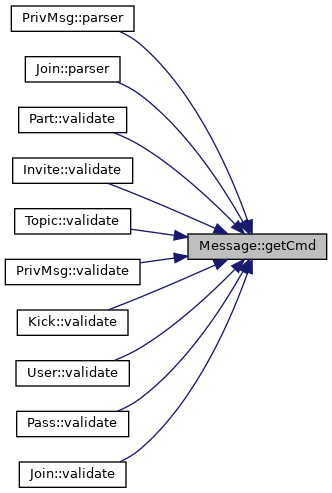 PrivMsg::parser
Join::parser
Part::validate
Invite::validate
Topic::validate
Message::getCmd
PrivMsg::validate
Kick::validate
User::validate
Pass::validate
Join::validate